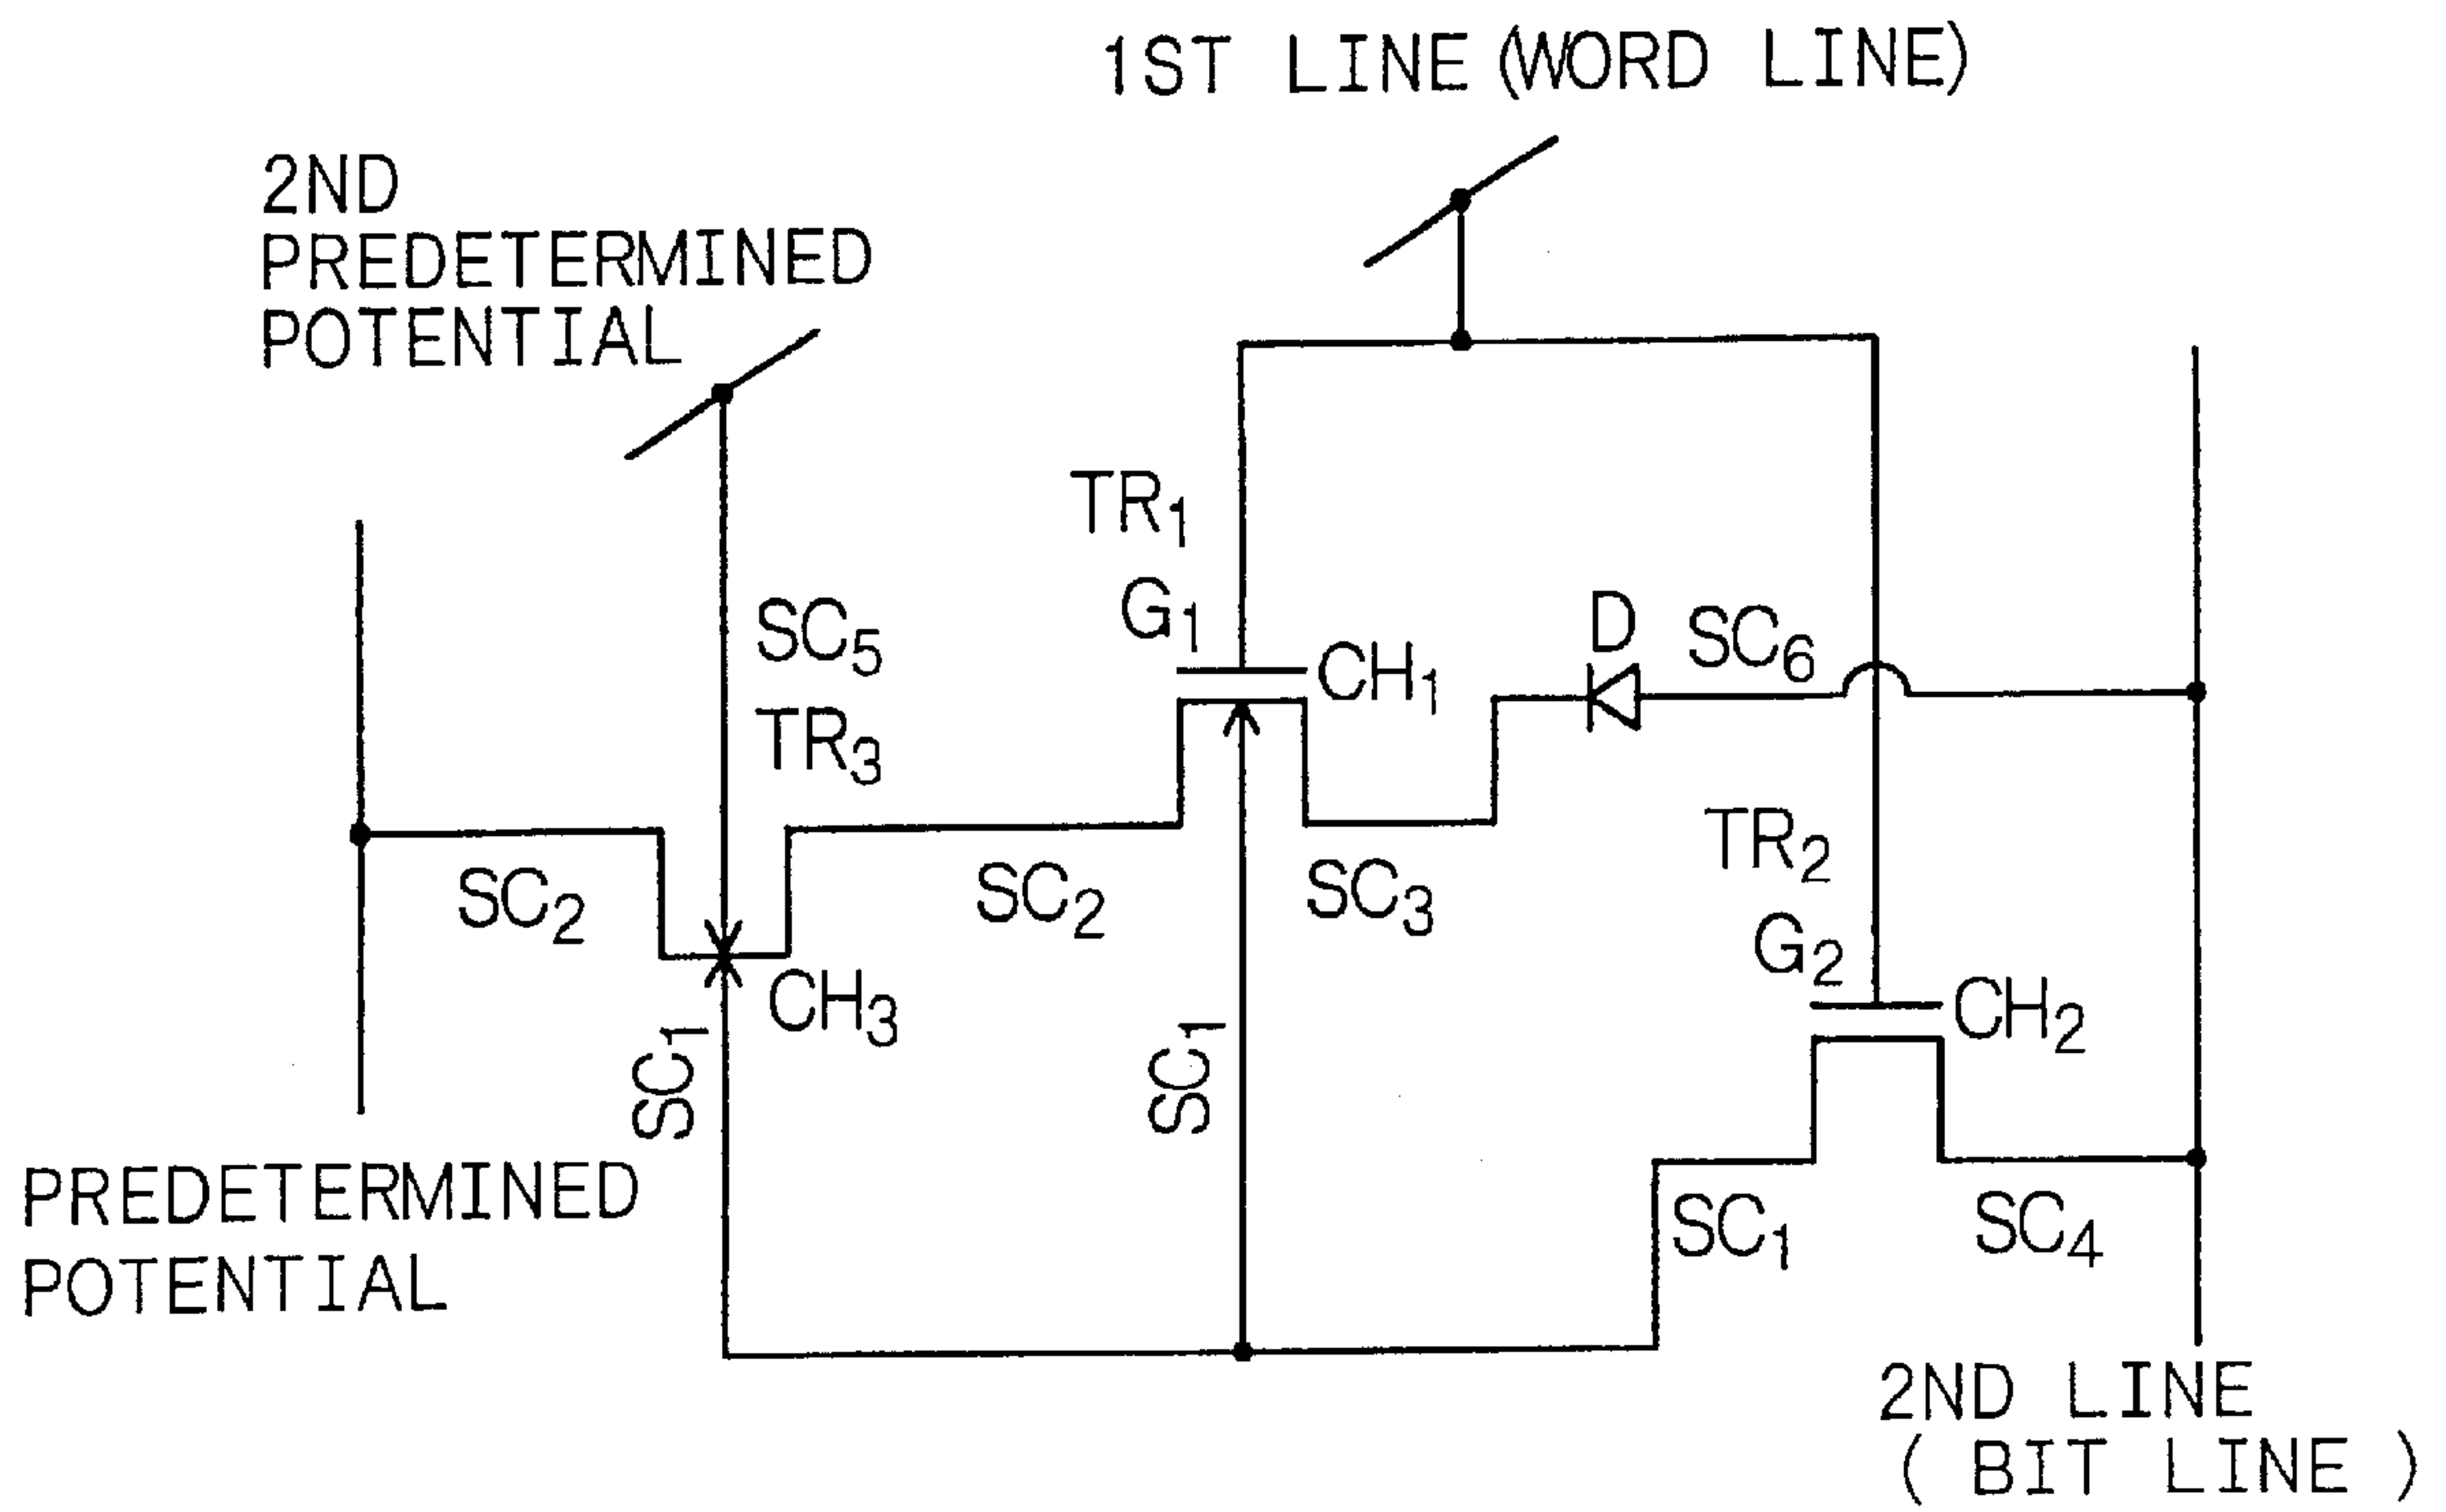 1ST LINE (WORD LINE)
2ND
PREDETERMINED
POTENTIAL
TR1
G1
CH1
D
SC6
SC5
TR3
TR2
G2
CH2
SC2
SC2
SC3
CH3
SC1
SC1
SC1
SC4
PREDETERMINED
POTENTIAL
2ND LINE
( BIT LINE )